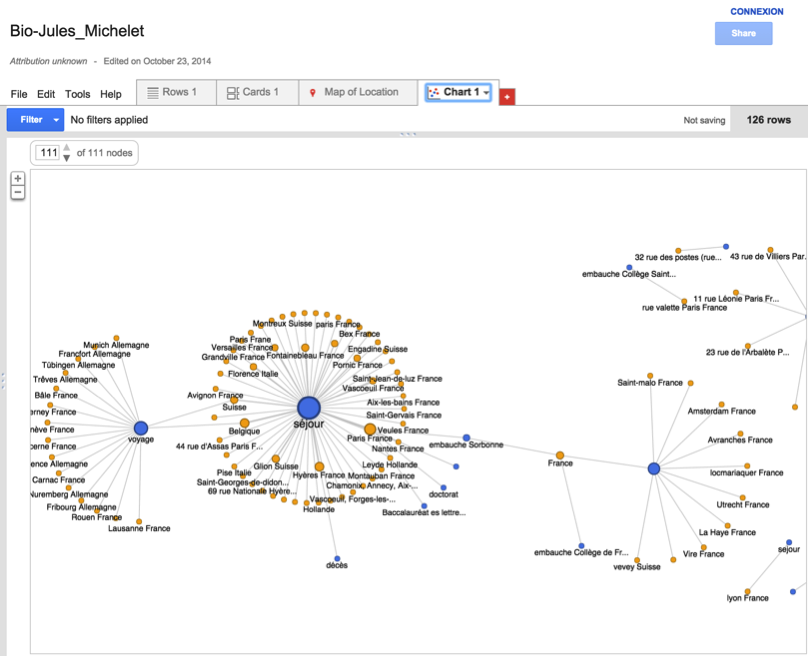 CONNEXION
Bio-Jules_Michelet
Share
Attribution unknown - Edited on October 23, 2014
File Edit Tools Help
Rows 1
Cards 1
Map of Location
Chart 1
+
Filter
No filters applied
Not saving
126 rows
111 of 111 nodes
+
−
32 rue des postes (rue...
43 rue de Villiers Par
embauche Collège Saint...
11 rue Léonie Paris Fr...
rue valette Paris France
23 rue de l'Arbalète P...
Montreux Suisse
paris France
Bex France
Paris Frane
Versailles France
Fontainebleau France
Engadine Suisse
Grandville France
Pornic France
Florence Italie
Saint-Jean-de-luz France
Vascoeuil France
Avignon France
Suisse
Aix-les-bains France
Saint-Gervais France
séjour
Belgique
Veules France
Paris France
44 rue d'Assas Paris F...
Nantes France
embauche Sorbonne
Glion Suisse
Leyde Hollande
Pise Italie
Hyères France
Montauban France
Saint-Georges-de-didon...
Chamonix, Annecy, Aix-...
69 rue Nationale Hyère...
Vascoeuil, Forges-les-...
Hollande
doctorat
Baccalauréat es lettre...
décès
Munich Allemagne
Francfort Allemagne
Tübingen Allemagne
Trêves Allemagne
Bâle France
erney France
nève France
voyage
berne France
ence Allemagne
Carnac France
Nuremberg Allemagne
Fribourg Allemagne
Rouen France
Lausanne France
Saint-malo France
Amsterdam France
Avranches France
France
locmariaquer France
Utrecht France
La Haye France
embauche Collège de Fr...
Vire France
vevey Suisse
sejour
lyon France